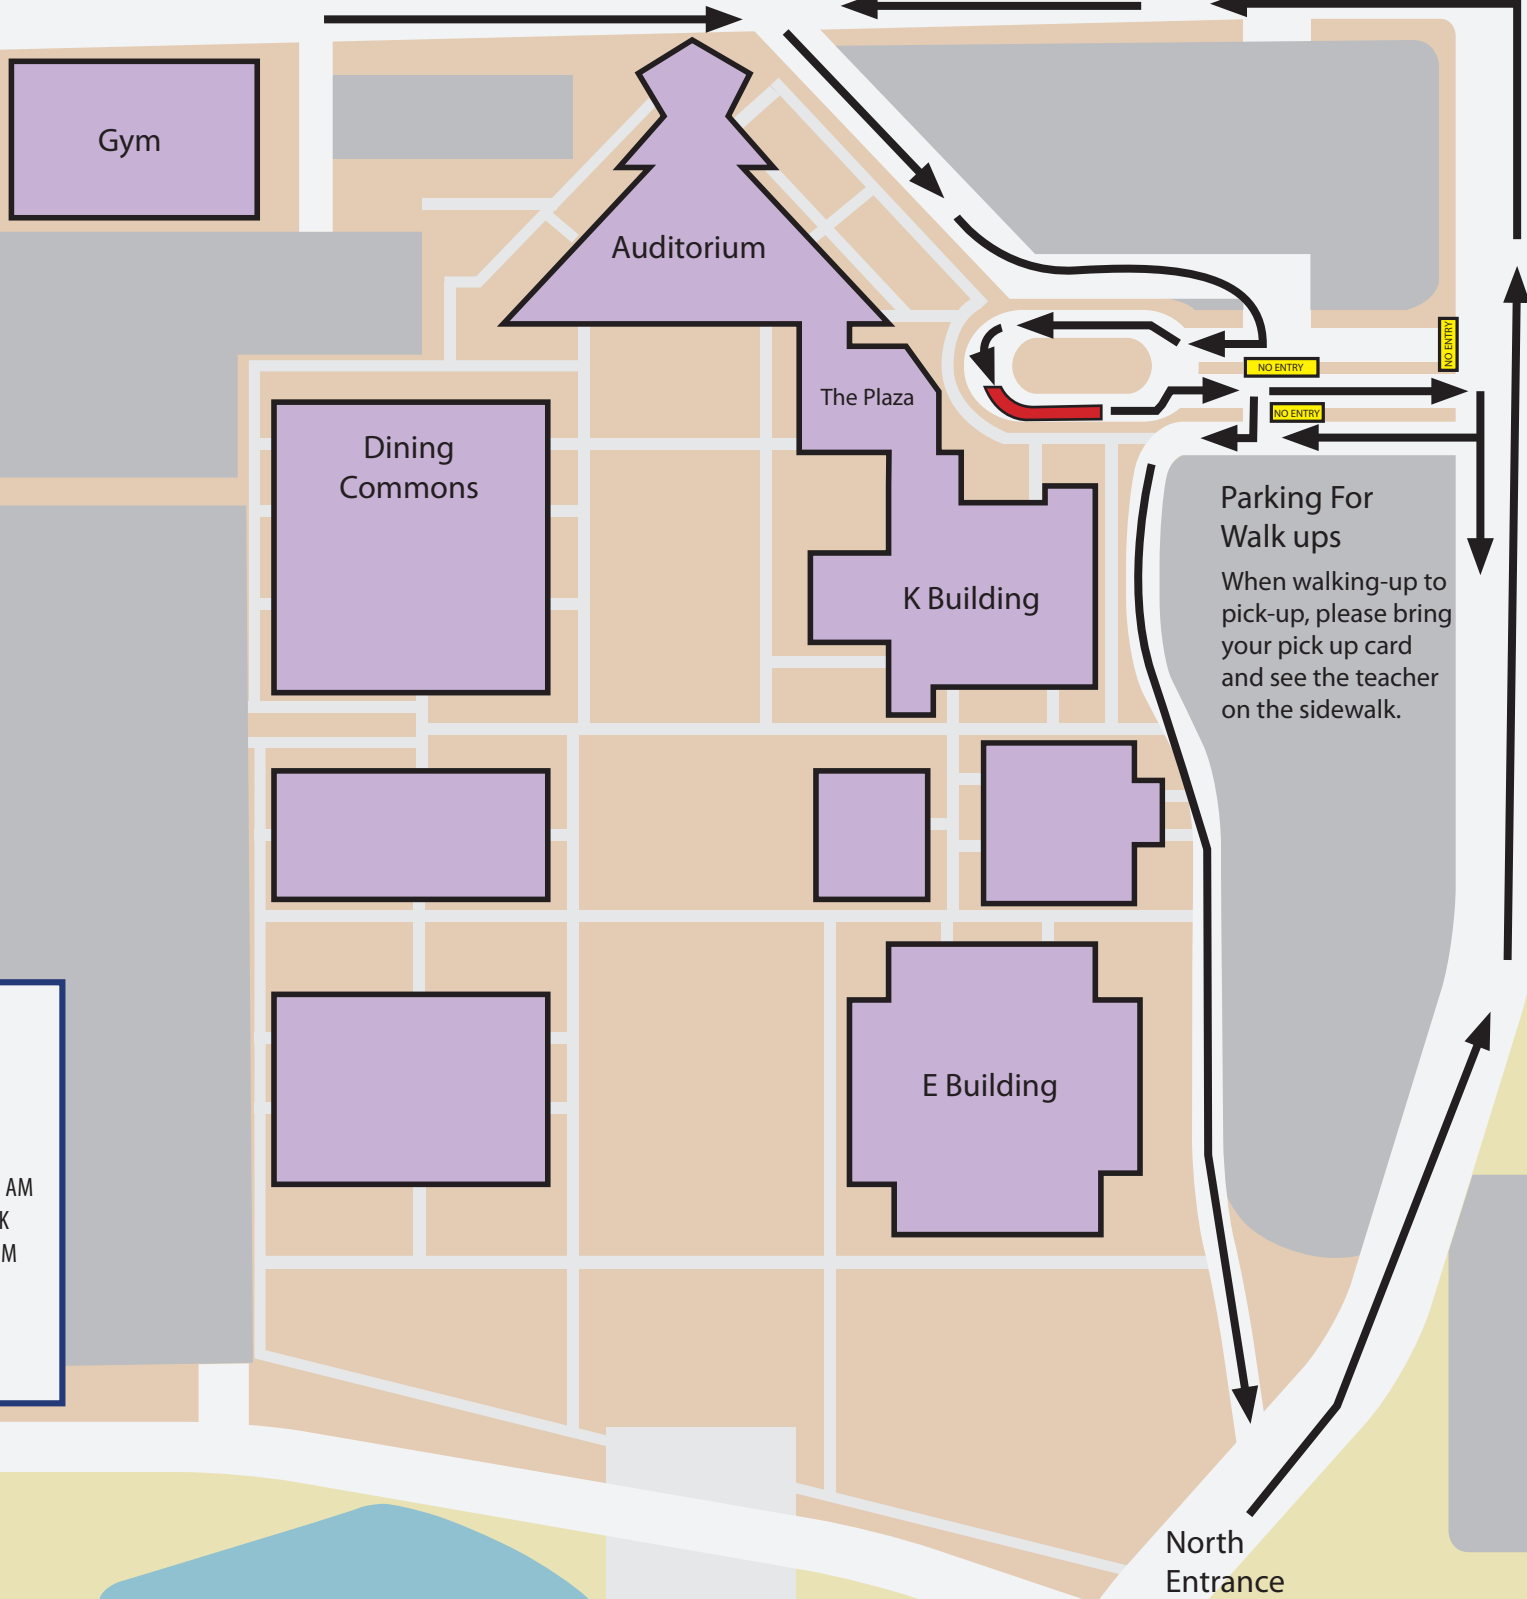 Gym
Auditorium
The Plaza
NO ENTRY
NO ENTRY
NO ENTRY
Dining
Commons
Parking For
Walk ups
When walking-up to
pick-up, please bring
your pick up card
and see the teacher
on the sidewalk.
K Building
E Building
AM
K
M
North
Entrance